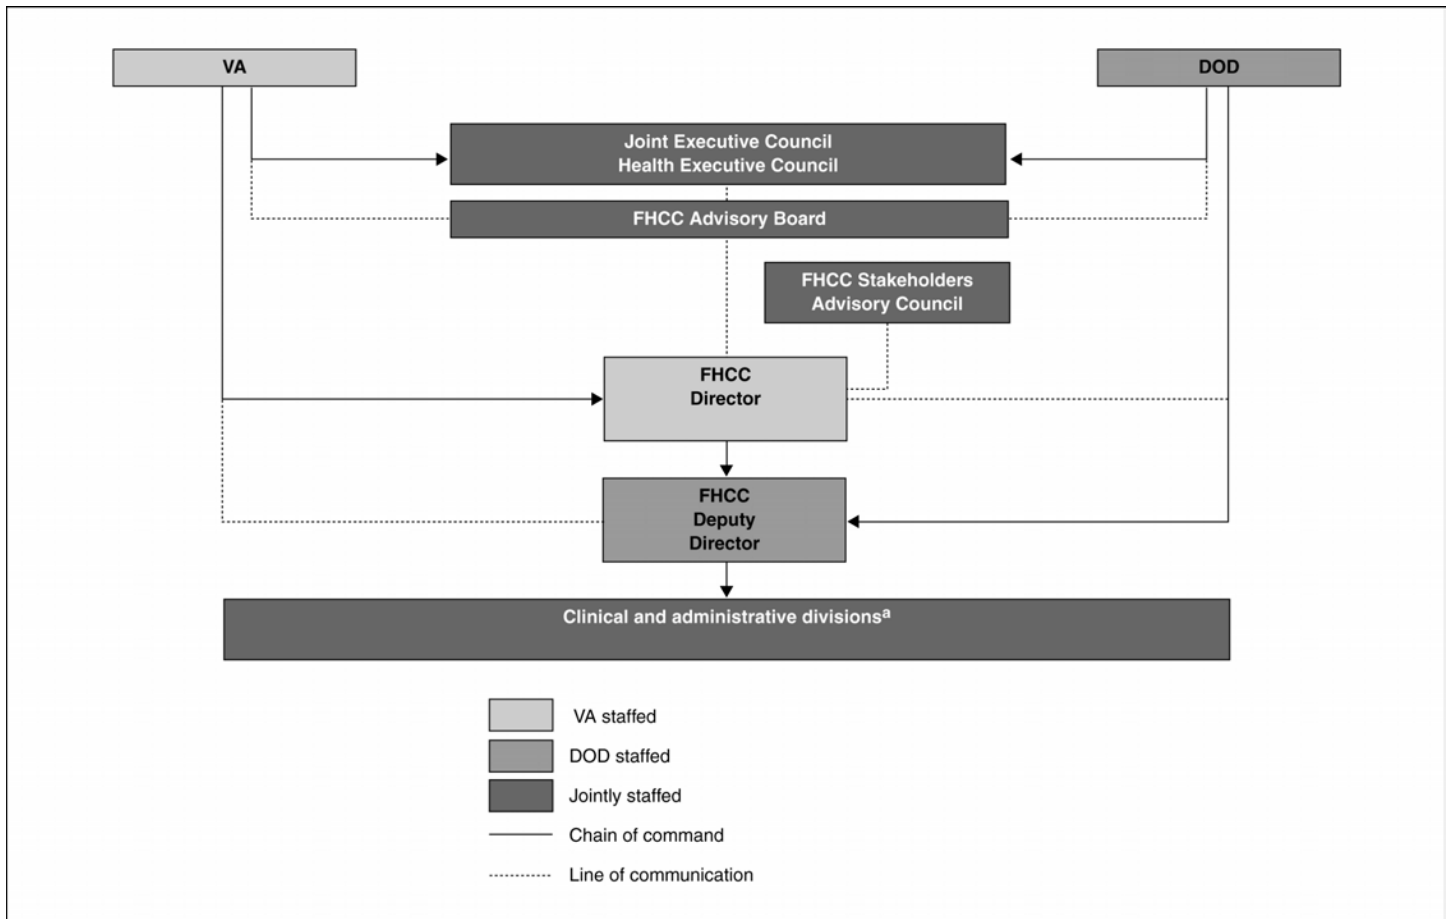 VA
DOD
Joint Executive Council
Health Executive Council
FHCC Advisory Board
FHCC Stakeholders
Advisory Council
FHCC
Director
FHCC
Deputy
Director
Clinical and administrative divisionsᵃ
VA staffed
DOD staffed
Jointly staffed
Chain of command
Line of communication